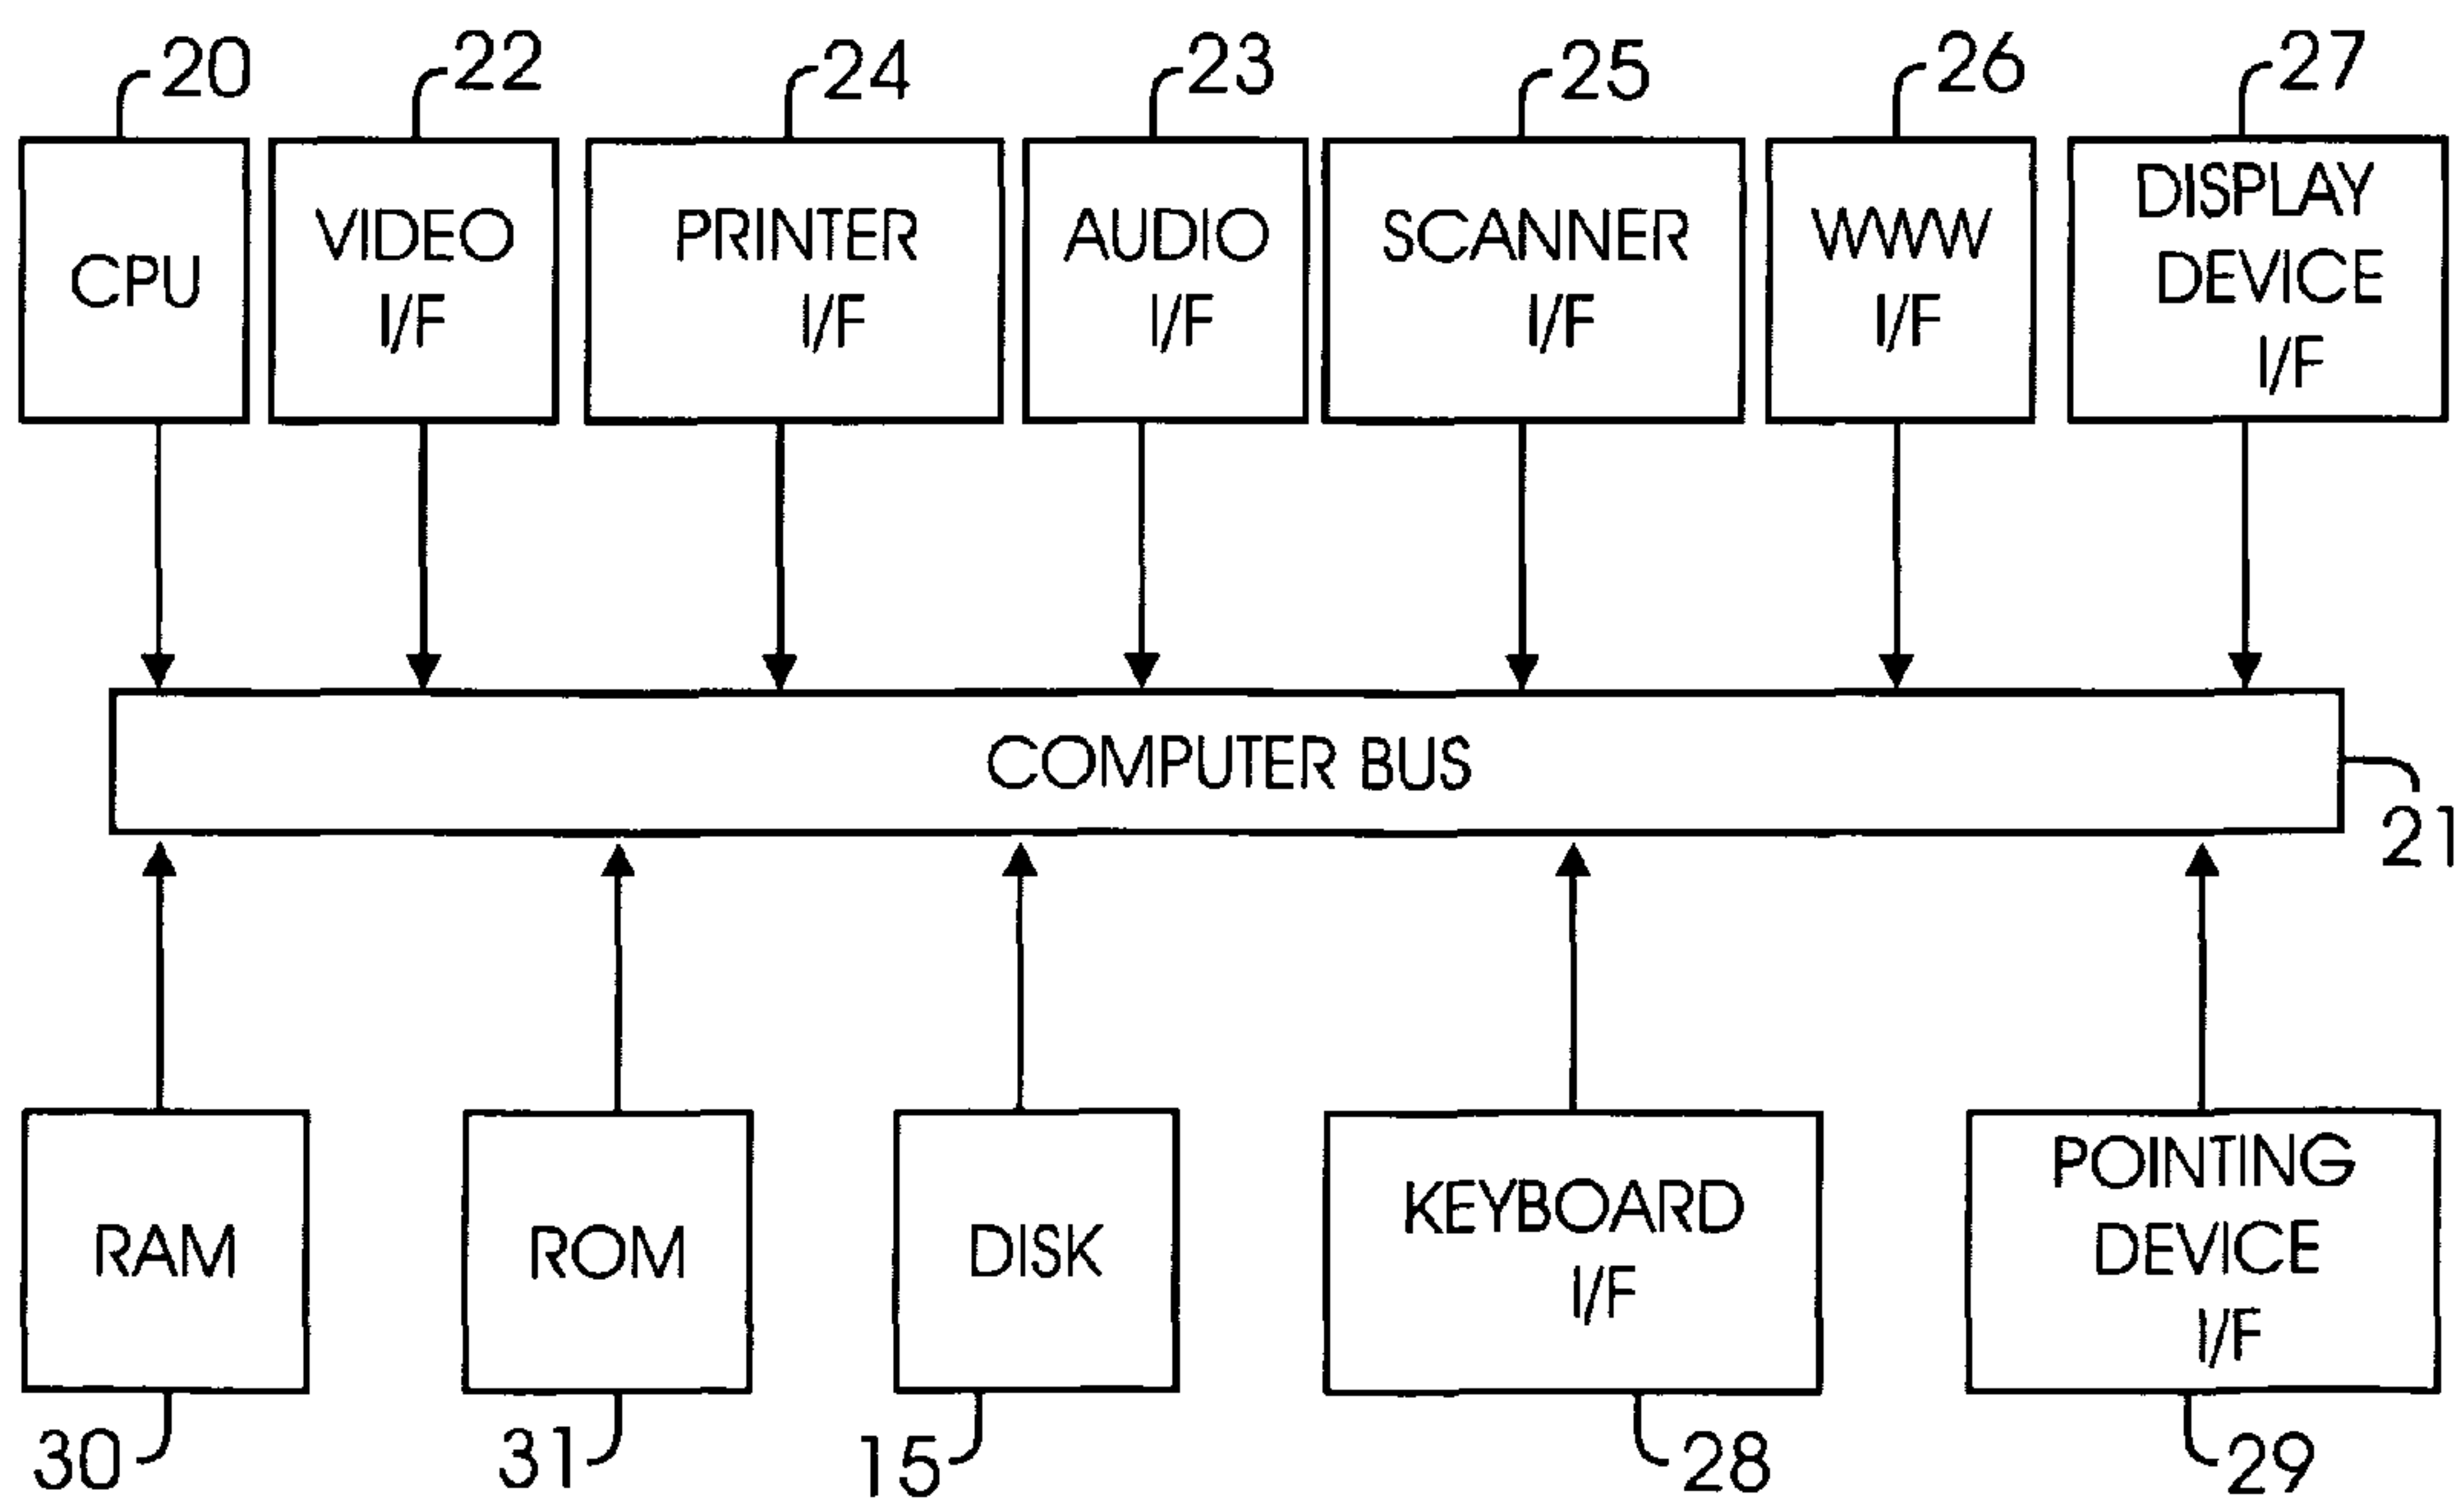 20
22
24
23
25
26
27
CPU
VIDEO
I/F
PRINTER
I/F
AUDIO
I/F
SCANNER
I/F
WWW
I/F
DISPLAY
DEVICE
I/F
COMPUTER BUS
21
RAM
ROM
DISK
KEYBOARD
I/F
POINTING
DEVICE
I/F
30
31
15
28
29